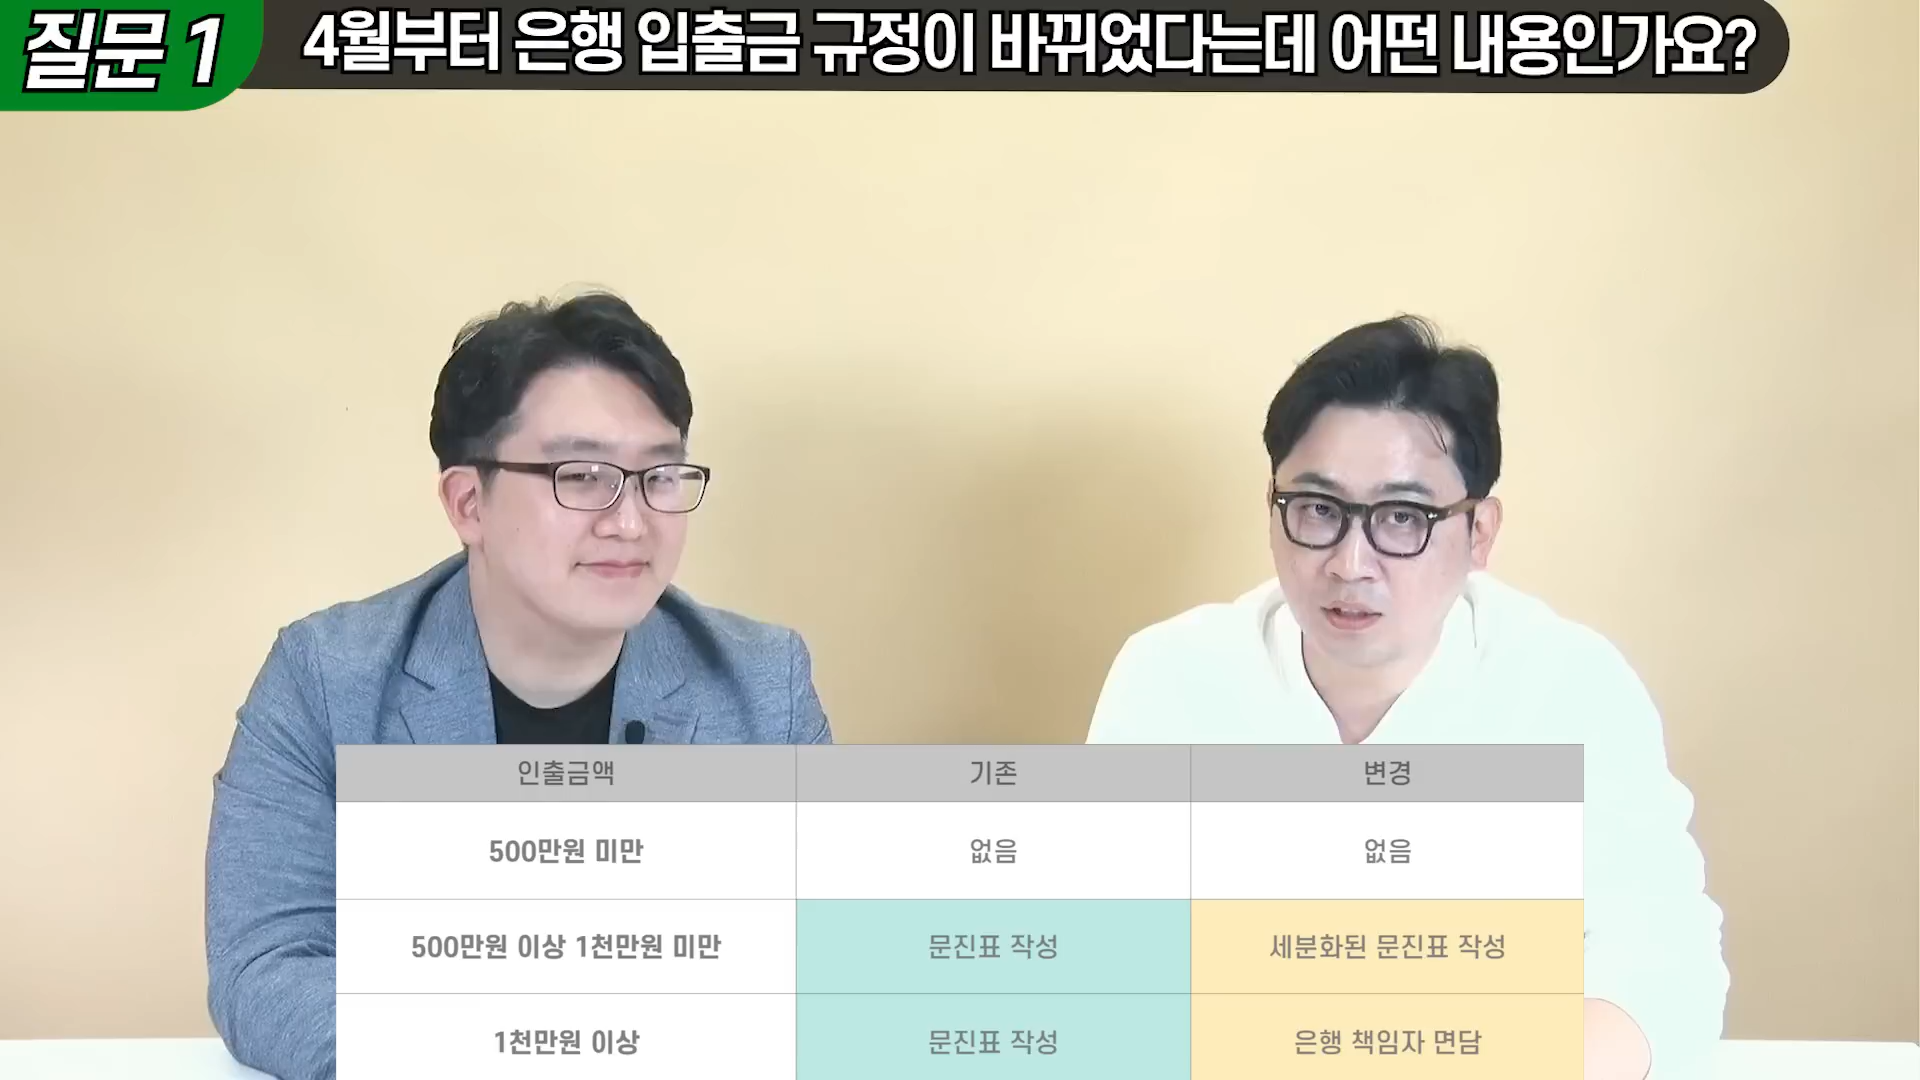 질문 1
4월부터 은행 입출금 규정이 바뀌었다는데 어떤 내용인가요?
인출금액 기존 변경
500만원 미만 없음 없음
500만원 이상 1천만원 미만 문진표 작성 세분화된 문진표 작성
1천만원 이상 문진표 작성 은행 책임자 면담